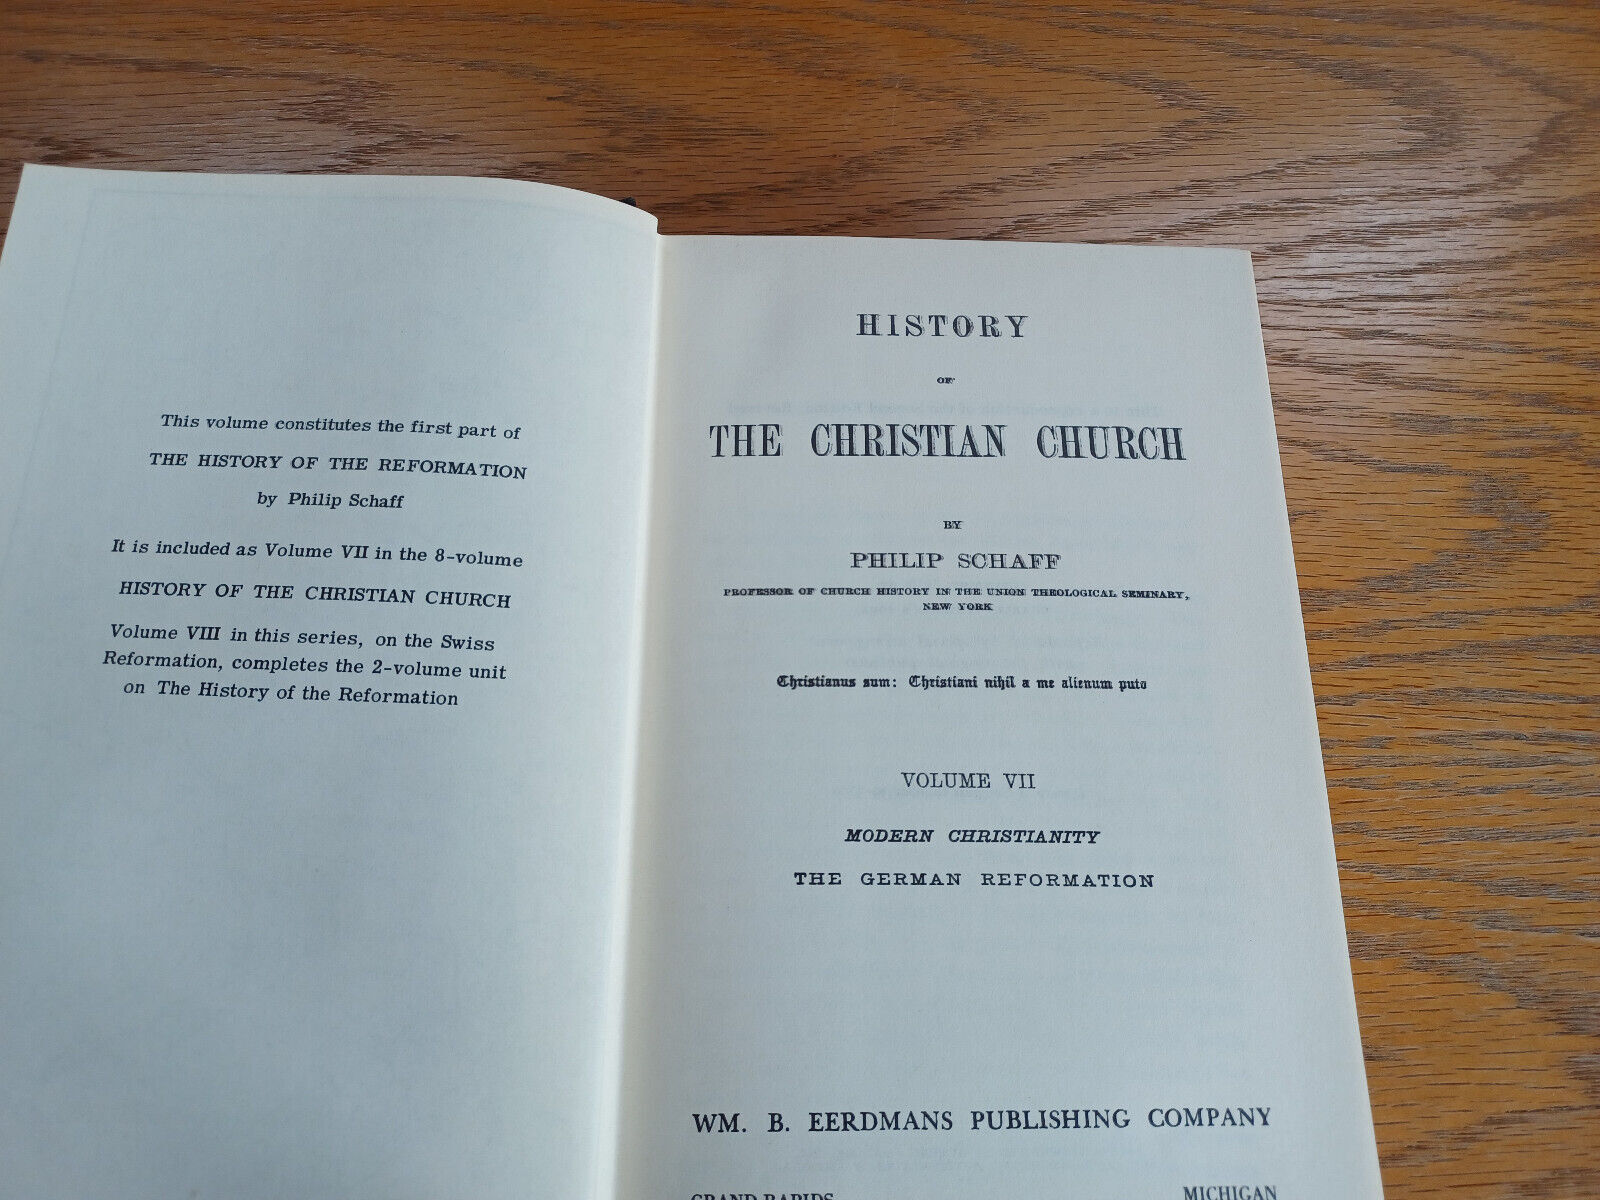 This volume constitutes the first part of
THE HISTORY OF THE REFORMATION
by Philip Schaff
It is included as Volume VII in the 8-volume
HISTORY OF THE CHRISTIAN CHURCH
Volume VIII in this series, on the Swiss
Reformation, completes the 2-volume unit
on The History of the Reformation
HISTORY
OF
THE CHRISTIAN CHURCH
BY
PHILIP SCHAFF
PROFESSOR OF CHURCH HISTORY IN THE UNION THEOLOGICAL SEMINARY,
NEW YORK
Christianus sum: Christiani nihil a me alienum puto
VOLUME VII
MODERN CHRISTIANITY
THE GERMAN REFORMATION
WM. B. EERDMANS PUBLISHING COMPANY
GRAND RAPIDS MICHIGAN